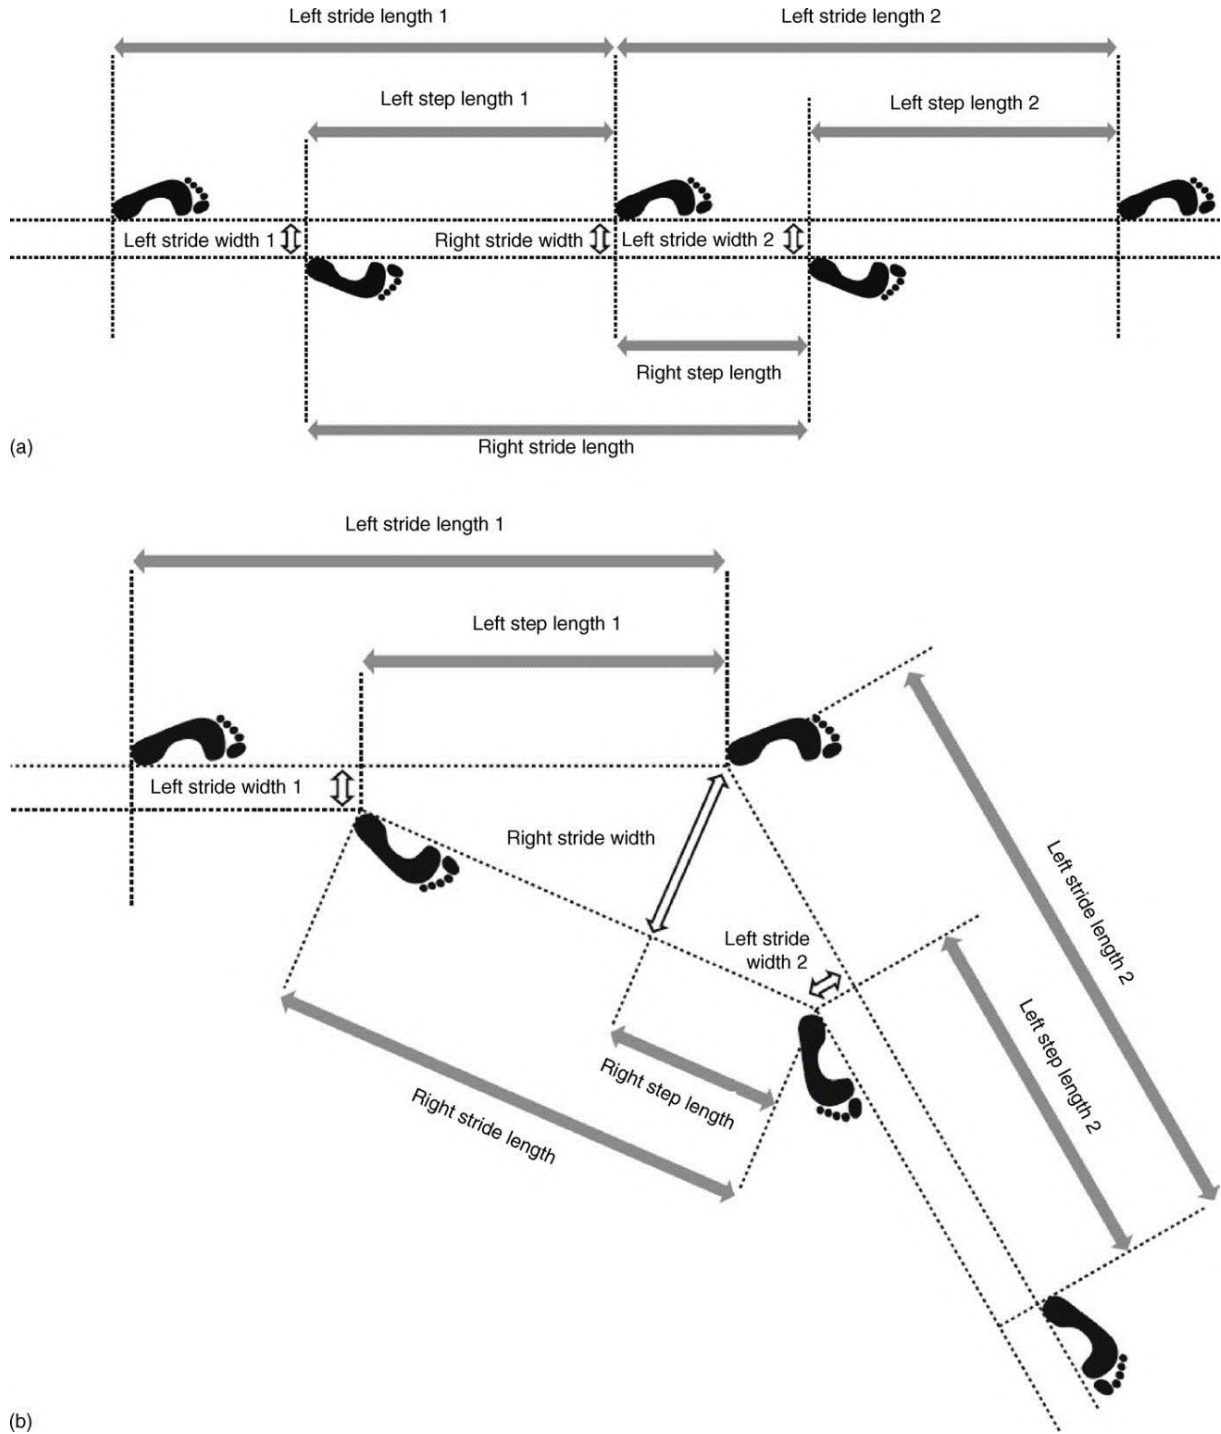 Left stride length 1
Left stride length 2
Left step length 1
Left step length 2
Left stride width 1
Right stride width
Left stride width 2
Right step length
Right stride length
(a)
Left stride length 1
Left step length 1
Left stride width 1
Right stride width
Left stride
width 2
Left stride length 2
Left step length 2
Right step length
Right stride length
(b)